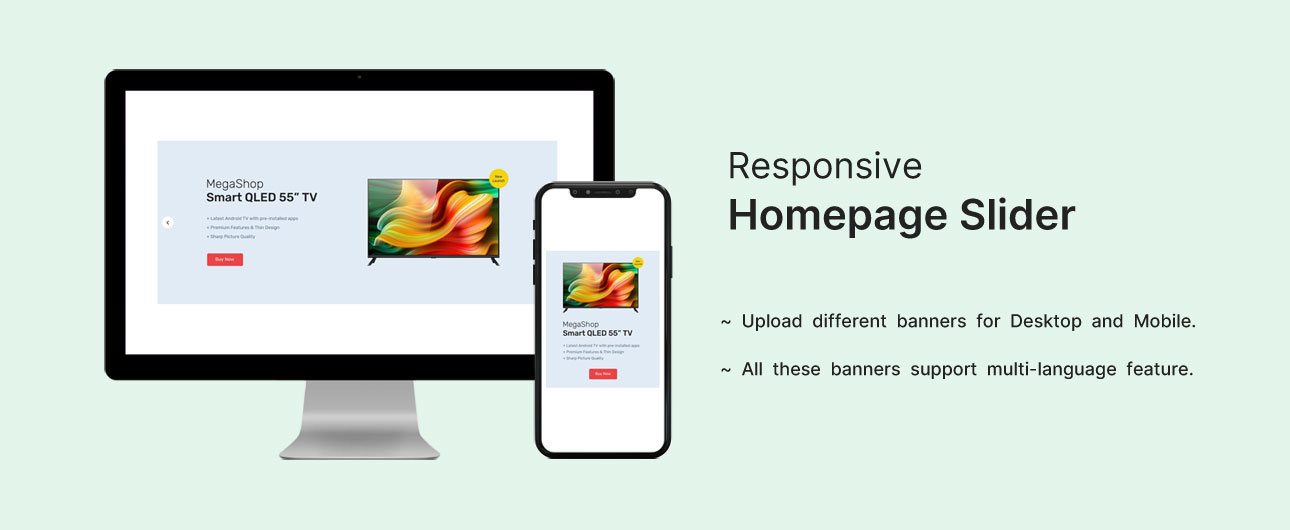 MegaShop
Smart QLED 55” TV
+ Latest Android TV with pre-installed apps
+ Premium Features & Thin Design
+ Sharp Picture Quality
Buy Now
New
Launch
MegaShop
Smart QLED 55” TV
+ Latest Android TV with pre-installed apps
+ Premium Features & Thin Design
+ Sharp Picture Quality
Buy Now
Responsive
Homepage Slider
~ Upload different banners for Desktop and Mobile.
~ All these banners support multi-language feature.